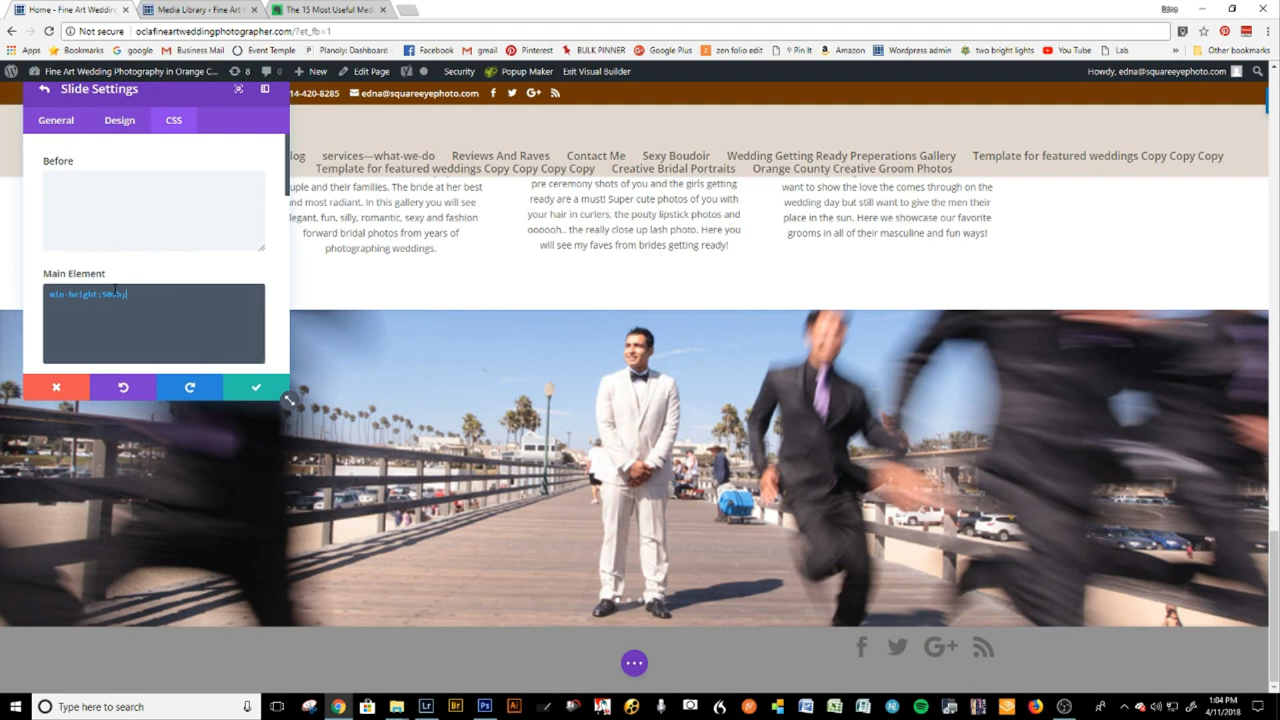 Home - Fine Art Wedding
Media Library ‹ Fine Art W
The 15 Most Useful Medi
Edna
Not secure oclafineartweddingphotographer.com/?et_fb=1
Apps Bookmarks google Business Mail Event Temple Planoly: Dashboard Facebook gmail Pinterest BULK PINNER Google Plus zen folio edit 9 Pin It Amazon Wordpress admin two bright lights You Tube Lab » Other bookmarks
Fine Art Wedding Photography in Orange C... 8 0 + New Edit Page Security Popup Maker Exit Visual Builder Howdy, edna@squareeyephoto.com
Slide Settings
14-420-8285 edna@squareeyephoto.com
General Design CSS
log services—what-we-do Reviews And Raves Contact Me Sexy Boudoir Wedding Getting Ready Preperations Gallery Template for featured weddings Copy Copy Copy
Template for featured weddings Copy Copy Copy Copy Creative Bridal Portraits Orange County Creative Groom Photos
Before
uple and their families. The bride at her best
and most radiant. In this gallery you will see
elegant, fun, silly, romantic, sexy and fashion
forward bridal photos from years of
photographing weddings.
pre ceremony shots of you and the girls getting
ready are a must! Super cute photos of you with
your hair in curlers, the pouty lipstick photos and
ooooh.. the really close up lash photo. Here you
will see my faves from brides getting ready!
want to show the love the comes through on the
wedding day but still want to give the men their
place in the sun. Here we showcase our favorite
grooms in all of their masculine and fun ways!
Main Element
Type here to search
1:04 PM
4/11/2018